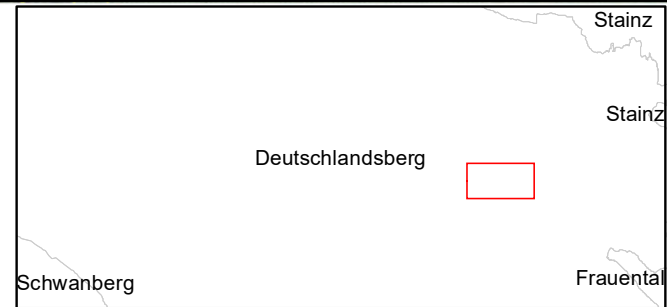 Stainz
Stainz
Deutschlandsberg
Schwanberg
Frauental